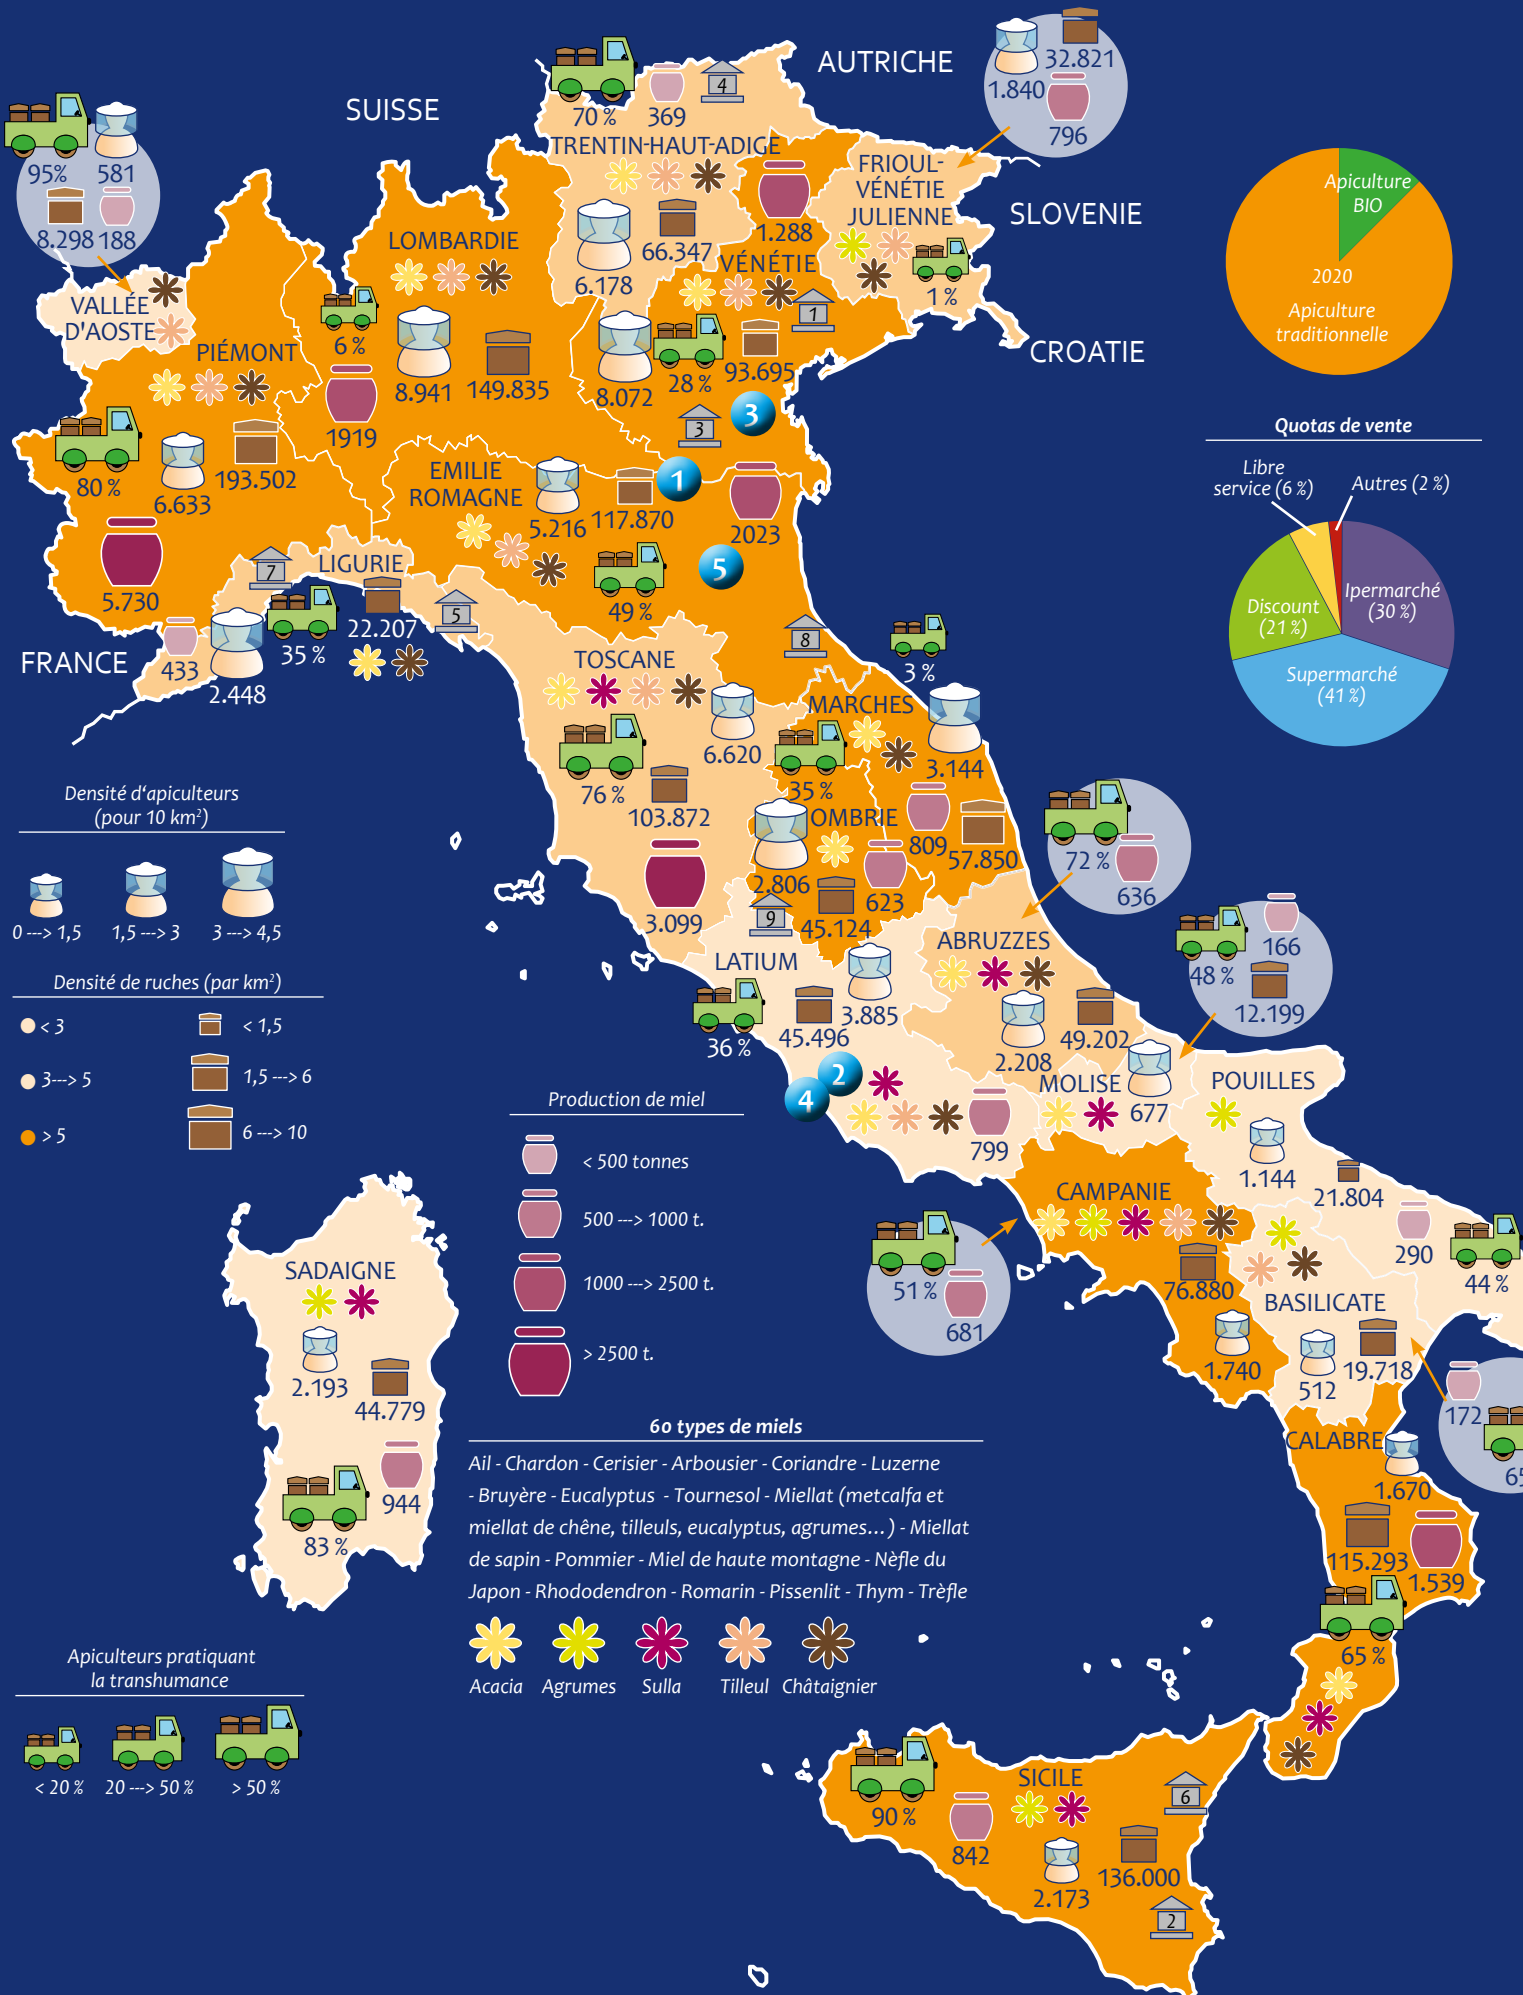 AUTRICHE
SUISSE
SLOVENIE
CROATIE
FRANCE
32.821
1.840
796
4
70 %
369
TRENTIN-HAUT-ADIGE
6.178
66.347
95%
581
8.298
188
VALLÉE
D'AOSTE
FRIOUL-
VÉNÉTIE
JULIENNE
1 %
1.288
VÉNÉTIE
1
8.072
28 %
93.695
3
3
LOMBARDIE
6 %
8.941
149.835
1919
PIÉMONT
80 %
6.633
193.502
5.730
EMILIE
ROMAGNE
5.216
117.870
1
2023
49 %
5
8
LIGURIE
7
5
433
2.448
35 %
22.207
TOSCANE
6.620
76 %
103.872
3.099
3 %
MARCHES
3.144
809
57.850
35 %
OMBRIE
2.806
623
45.124
9
LATIUM
36 %
45.496
3.885
2
4
799
72 %
636
ABRUZZES
2.208
49.202
166
48 %
12.199
MOLISE
677
POUILLES
1.144
21.804
290
44 %
CAMPANIE
51 %
681
76.880
1.740
BASILICATE
512
19.718
172
65
CALABRE
1.670
115.293
1.539
65 %
SICILE
90 %
842
2.173
136.000
6
2
SADAIGNE
2.193
44.779
944
83 %
Apiculture
BIO
2020
Apiculture
traditionnelle
Quotas de vente
Libre
service (6 %)
Autres (2 %)
Ipermarché
(30 %)
Discount
(21 %)
Supermarché
(41 %)
Densité d'apiculteurs
(pour 10 km²)
0 ---> 1,5
1,5 ---> 3
3 ---> 4,5
Densité de ruches (par km²)
< 3
< 1,5
3---> 5
1,5 ---> 6
> 5
6 ---> 10
Production de miel
< 500 tonnes
500 ---> 1000 t.
1000 ---> 2500 t.
> 2500 t.
60 types de miels
Ail - Chardon - Cerisier - Arbousier - Coriandre - Luzerne
- Bruyère - Eucalyptus - Tournesol - Miellat (metcalfa et
miellat de chêne, tilleuls, eucalyptus, agrumes...) - Miellat
de sapin - Pommier - Miel de haute montagne - Nèfle du
Japon - Rhododendron - Romarin - Pissenlit - Thym - Trèfle
Acacia Agrumes Sulla Tilleul Châtaignier
Apiculteurs pratiquant
la transhumance
< 20 %
20 ---> 50 %
> 50 %